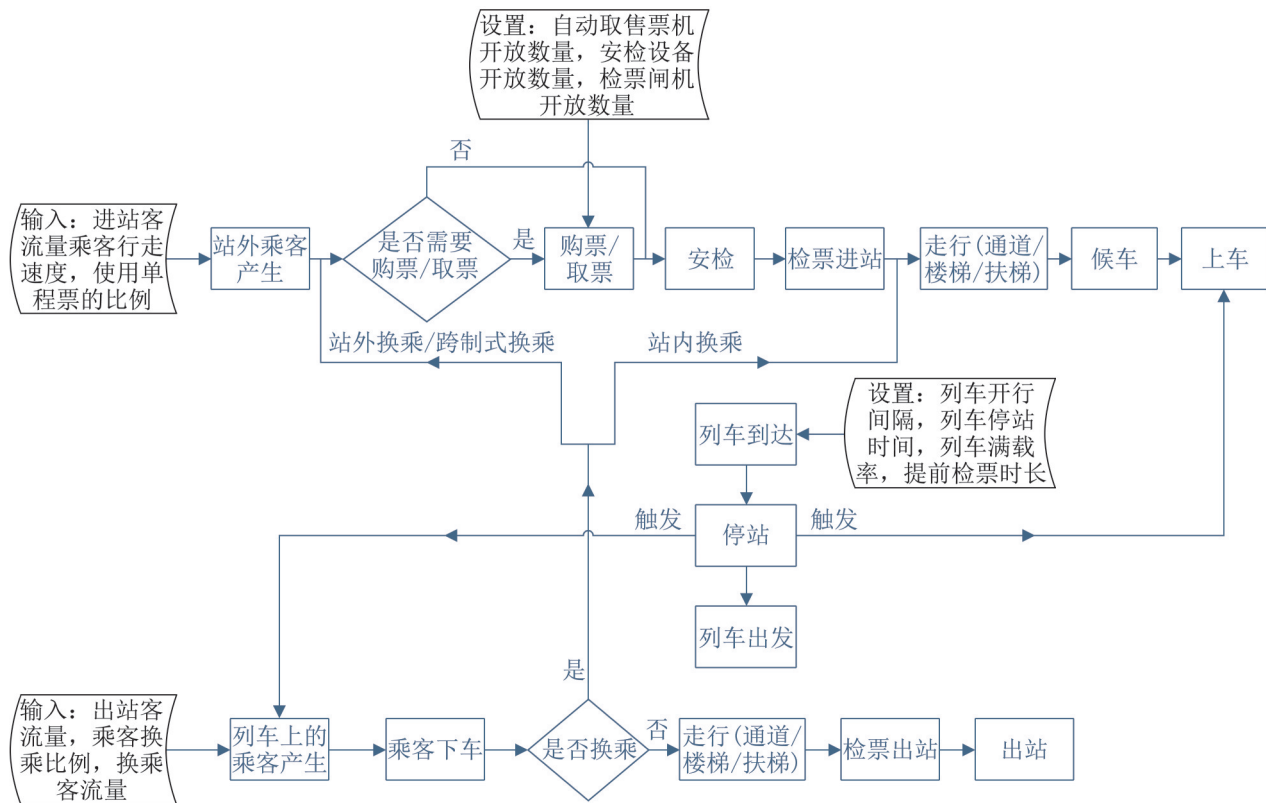 设置：自动取售票机
开放数量，安检设备
开放数量，检票闸机
开放数量
否
输入：进站客
流量乘客行走
速度，使用单
程票的比例
站外乘客
产生
是否需要
购票/取票
是
购票/
取票
安检
检票进站
走行(通道/
楼梯/扶梯)
候车
上车
站外换乘/跨制式换乘
站内换乘
设置：列车开行
间隔，列车停站
时间，列车满载
率，提前检票时长
列车到达
触发
停站
触发
列车出发
是
输入：出站客
流量，乘客换
乘比例，换乘
客流量
列车上的
乘客产生
乘客下车
是否换乘
否
走行(通道/
楼梯/扶梯)
检票出站
出站